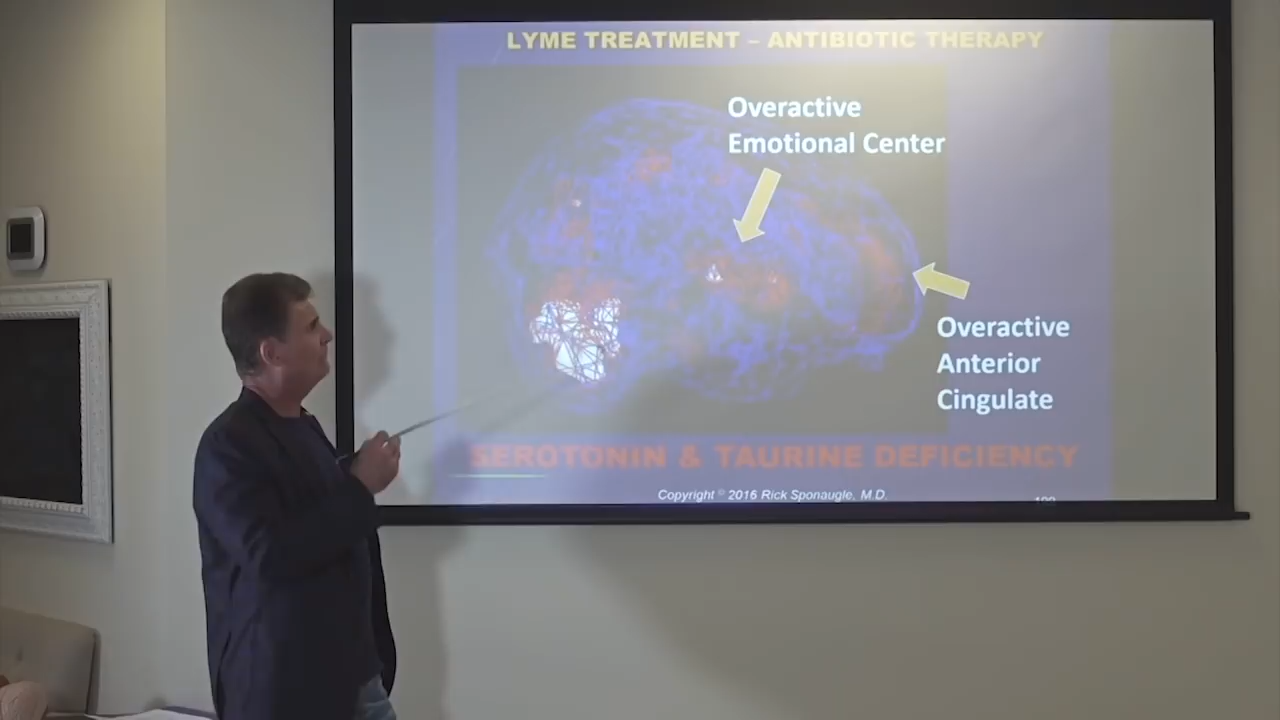 LYME TREATMENT – ANTIBIOTIC THERAPY
Overactive
Emotional Center
Overactive
Anterior
Cingulate
SEROTONIN & TAURINE DEFICIENCY
Copyright © 2016 Rick Sponaugle, M.D.